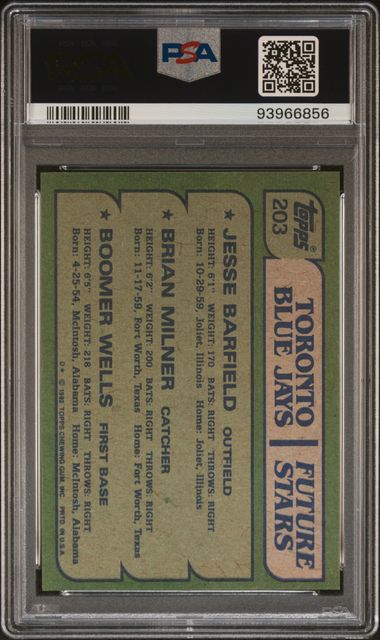 PSA
93966856
Topps®
203
TORONTO
BLUE JAYS
FUTURE
STARS
★ JESSE BARFIELD OUTFIELD
HEIGHT: 6'1" WEIGHT: 170 BATS: RIGHT THROWS: RIGHT
Born: 10-29-59, Joliet, Illinois Home: Joliet, Illinois
★ BRIAN MILNER CATCHER
HEIGHT: 6'2" WEIGHT: 200 BATS: RIGHT THROWS: RIGHT
Born: 11-17-59, Fort Worth, Texas Home: Fort Worth, Texas
★ BOOMER WELLS FIRST BASE
HEIGHT: 6'5" WEIGHT: 218 BATS: RIGHT THROWS: RIGHT
Born: 4-25-54, McIntosh, Alabama Home: McIntosh, Alabama
D* © 1982 TOPPS CHEWING GUM, INC. PRTD. IN U.S.A.
PSA